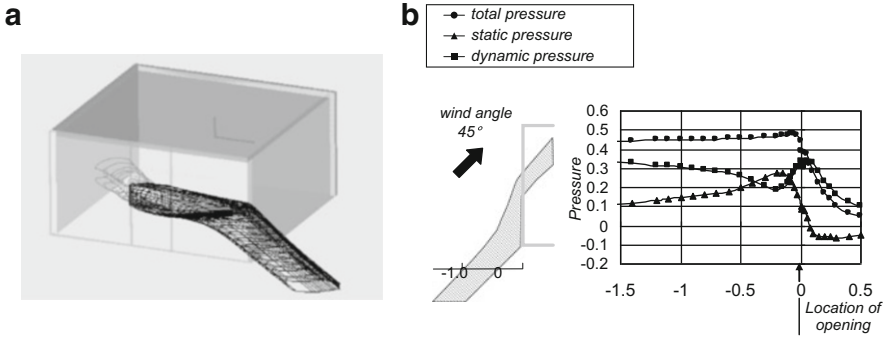 a
b
total pressure
static pressure
dynamic pressure
wind angle
45°
-1.0 0
Pressure
0.6
0.5
0.4
0.3
0.2
0.1
0
-0.1
-0.2
-1.5 -1 -0.5 0 0.5
Location of
opening